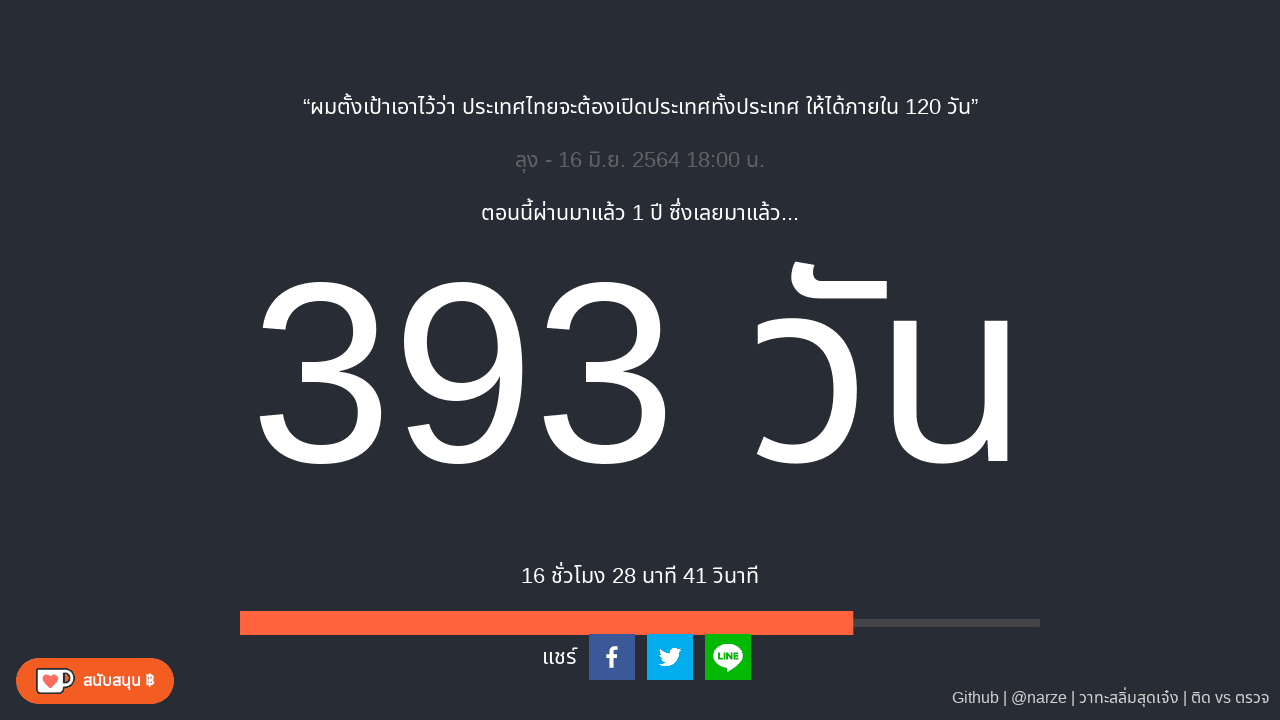 “ผมตั้งเป้าเอาไว้ว่า ประเทศไทยจะต้องเปิดประเทศทั้งประเทศ ให้ได้ภายใน 120 วัน”
ลุง - 16 มิ.ย. 2564 18:00 น.
ตอนนี้ผ่านมาแล้ว 1 ปี ซึ่งเลยมาแล้ว...
393 วัน
16 ชั่วโมง 28 นาที 41 วินาที
แชร์
LINE
สนับสนุน ฿
Github | @narze | วาทะสลิ่มสุดเจ๋ง | ติด vs ตรวจ